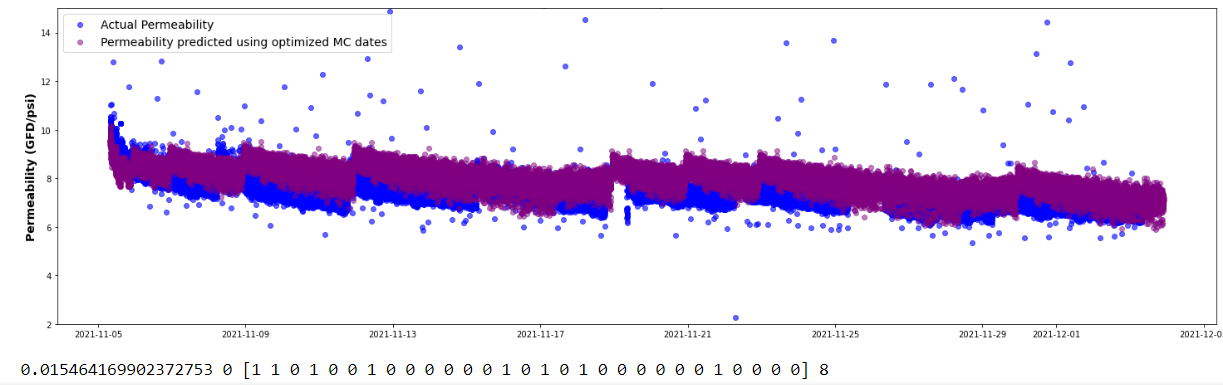 Actual Permeability
Permeability predicted using optimized MC dates
Permeability (GFD/psi)
14
12
10
8
6
4
2
2021-11-05 2021-11-09 2021-11-13 2021-11-17 2021-11-21 2021-11-25 2021-11-29 2021-12-01 2021-12-0
0.015464169902372753 0 [1 1 0 1 0 0 1 0 0 0 0 0 0 1 0 1 0 1 0 0 0 0 0 0 1 0 0 0 0] 8